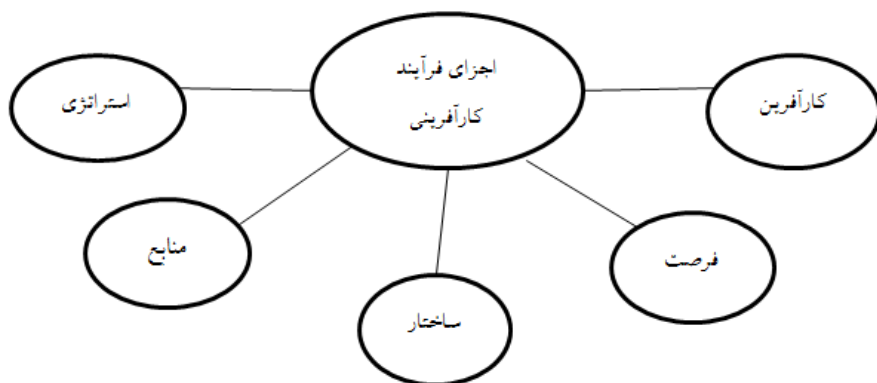 اجزای فرآیند
کارآفرینی
کارآفرین
استراتژی
منابع
فرصت
ساختار